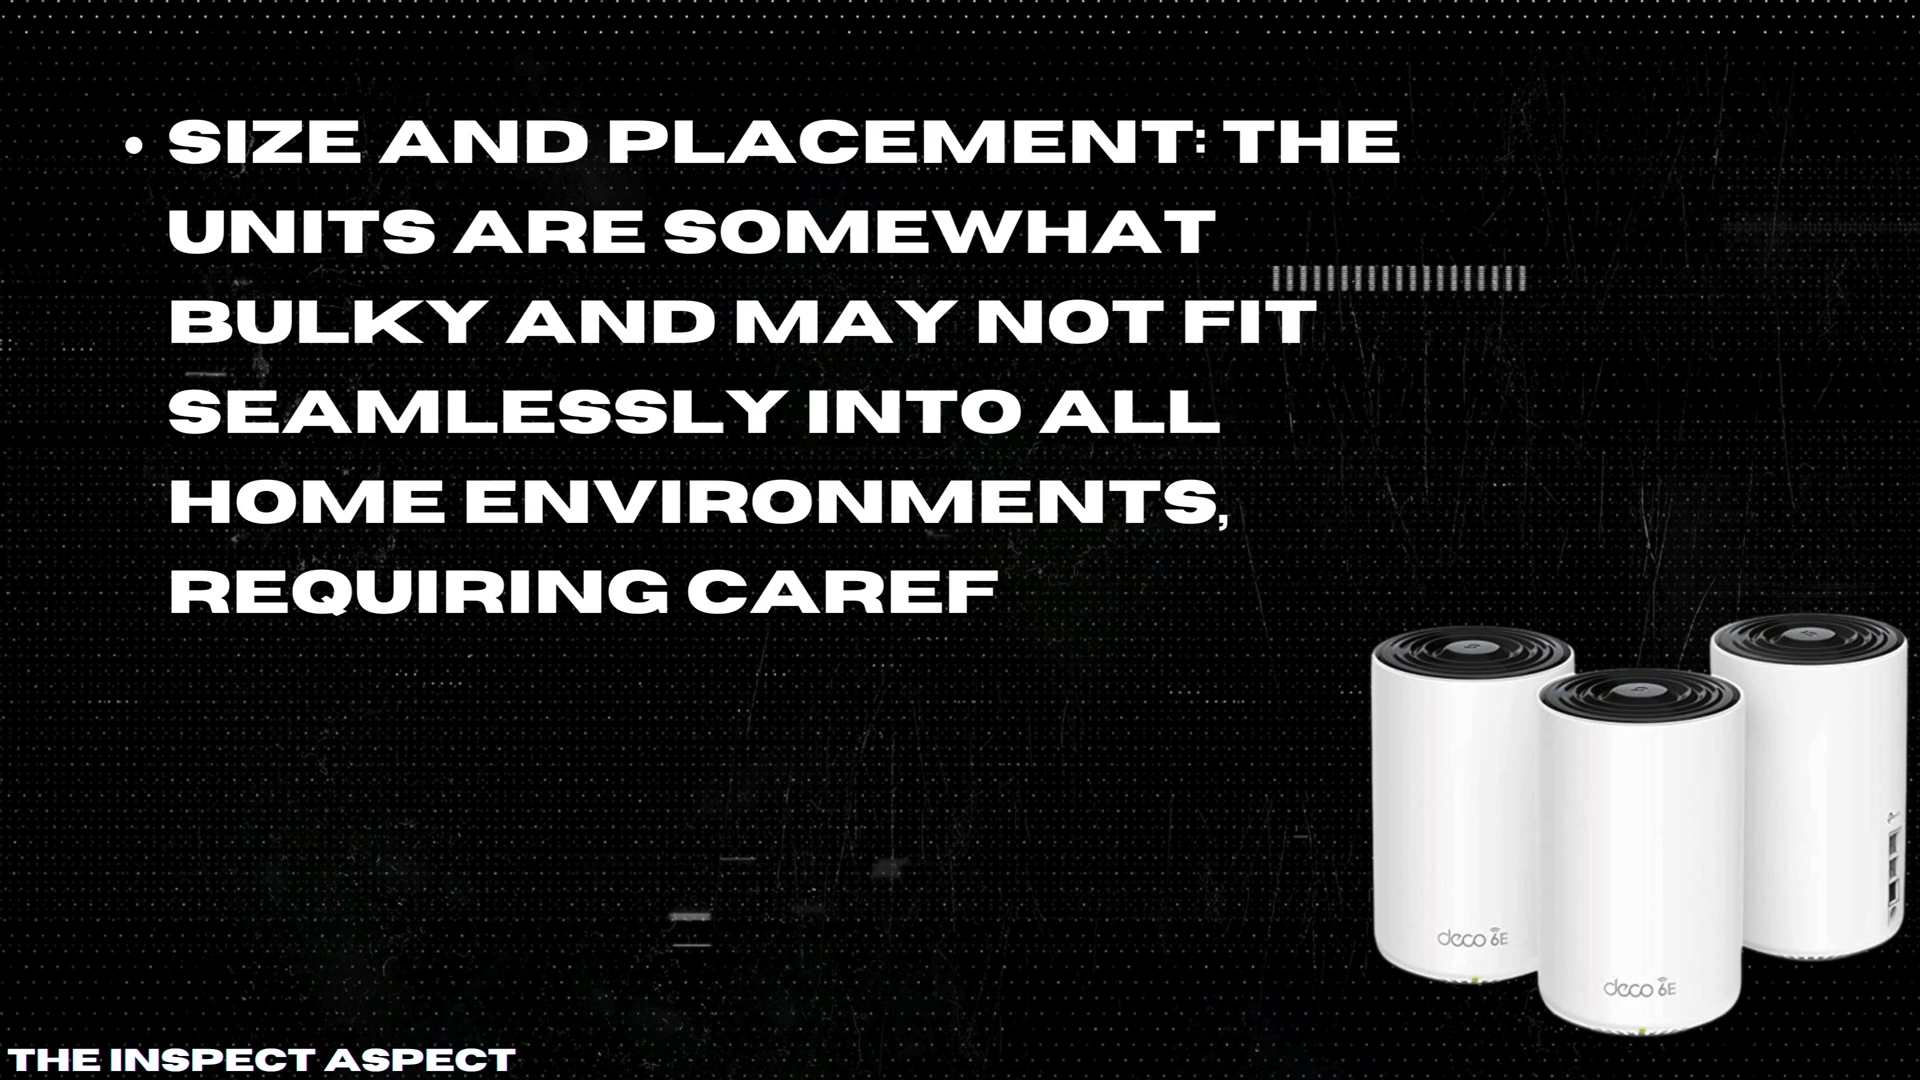 • SIZE AND PLACEMENT: THE
UNITS ARE SOMEWHAT
BULKY AND MAY NOT FIT
SEAMLESSLY INTO ALL
HOME ENVIRONMENTS,
REQUIRING CAREF
deco 6E
deco 6E
THE INSPECT ASPECT